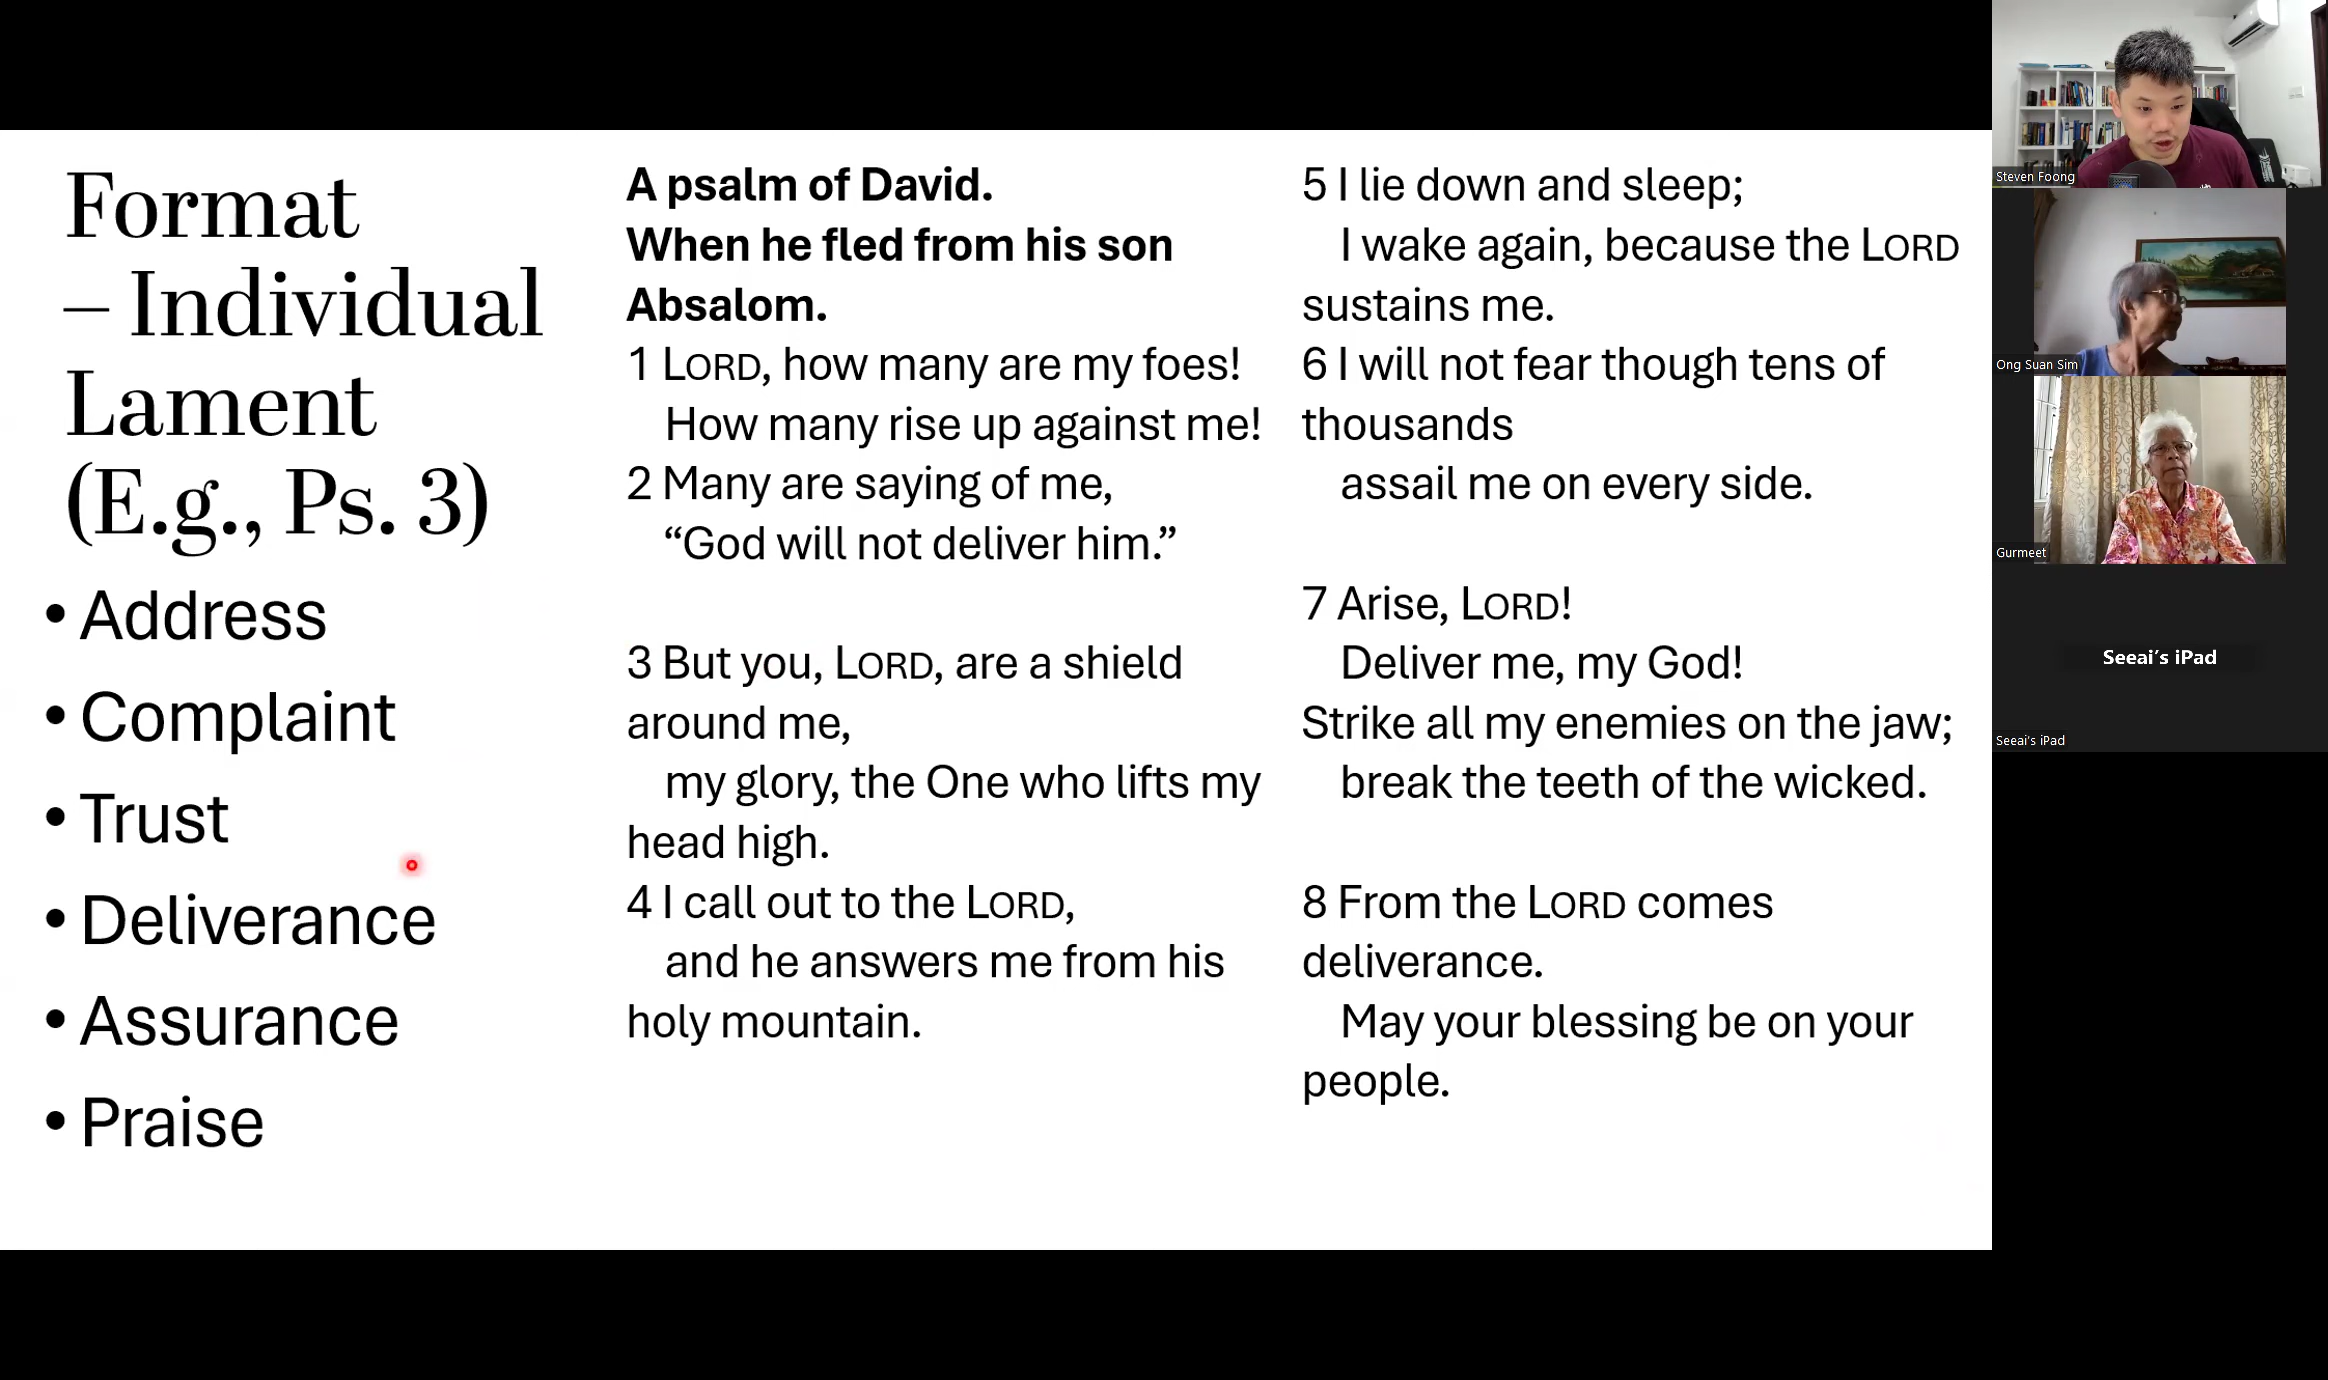 Format
– Individual
Lament
(E.g., Ps. 3)
• Address
• Complaint
• Trust
• Deliverance
• Assurance
• Praise
A psalm of David.
When he fled from his son
Absalom.
1 LORD, how many are my foes!
How many rise up against me!
2 Many are saying of me,
“God will not deliver him.”
3 But you, LORD, are a shield
around me,
my glory, the One who lifts my
head high.
4 I call out to the LORD,
and he answers me from his
holy mountain.
5 I lie down and sleep;
I wake again, because the LORD
sustains me.
6 I will not fear though tens of
thousands
assail me on every side.
7 Arise, LORD!
Deliver me, my God!
Strike all my enemies on the jaw;
break the teeth of the wicked.
8 From the LORD comes
deliverance.
May your blessing be on your
people.
Steven Foong
Ong Suan Sim
Gurmeet
Seeai’s iPad
Seeai's iPad